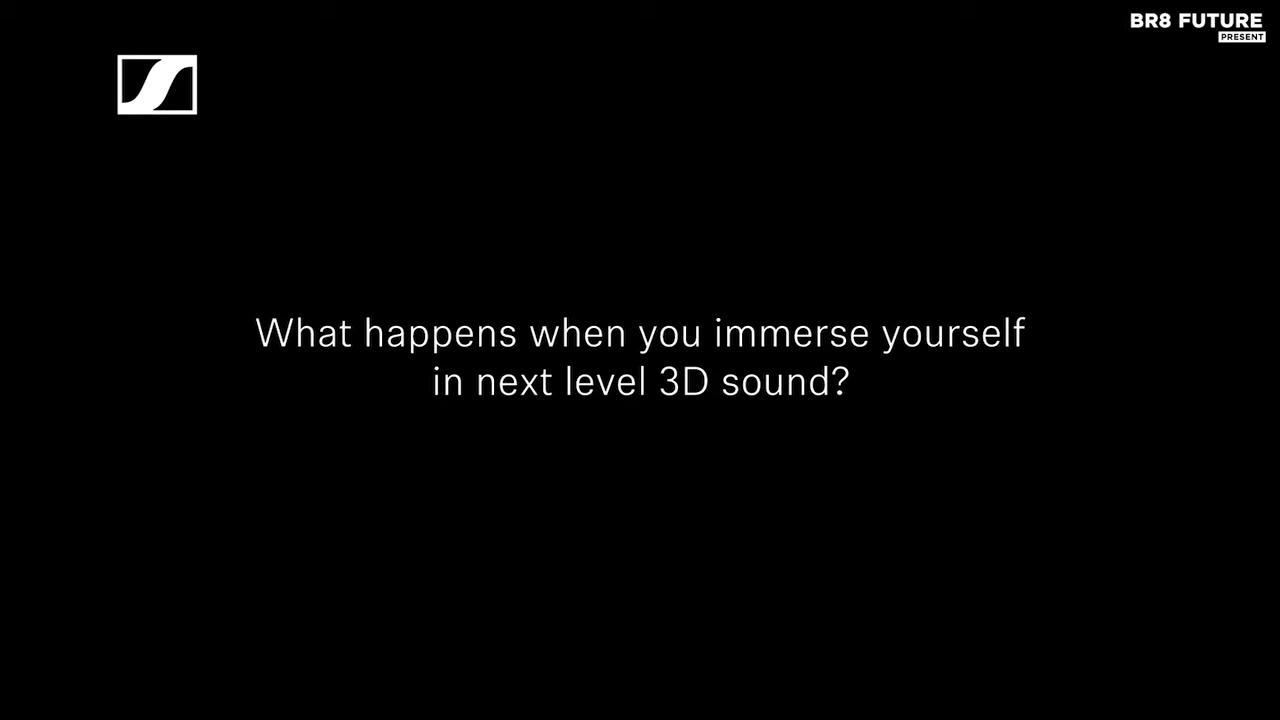 BR8 FUTURE
PRESENT
What happens when you immerse yourself
in next level 3D sound?